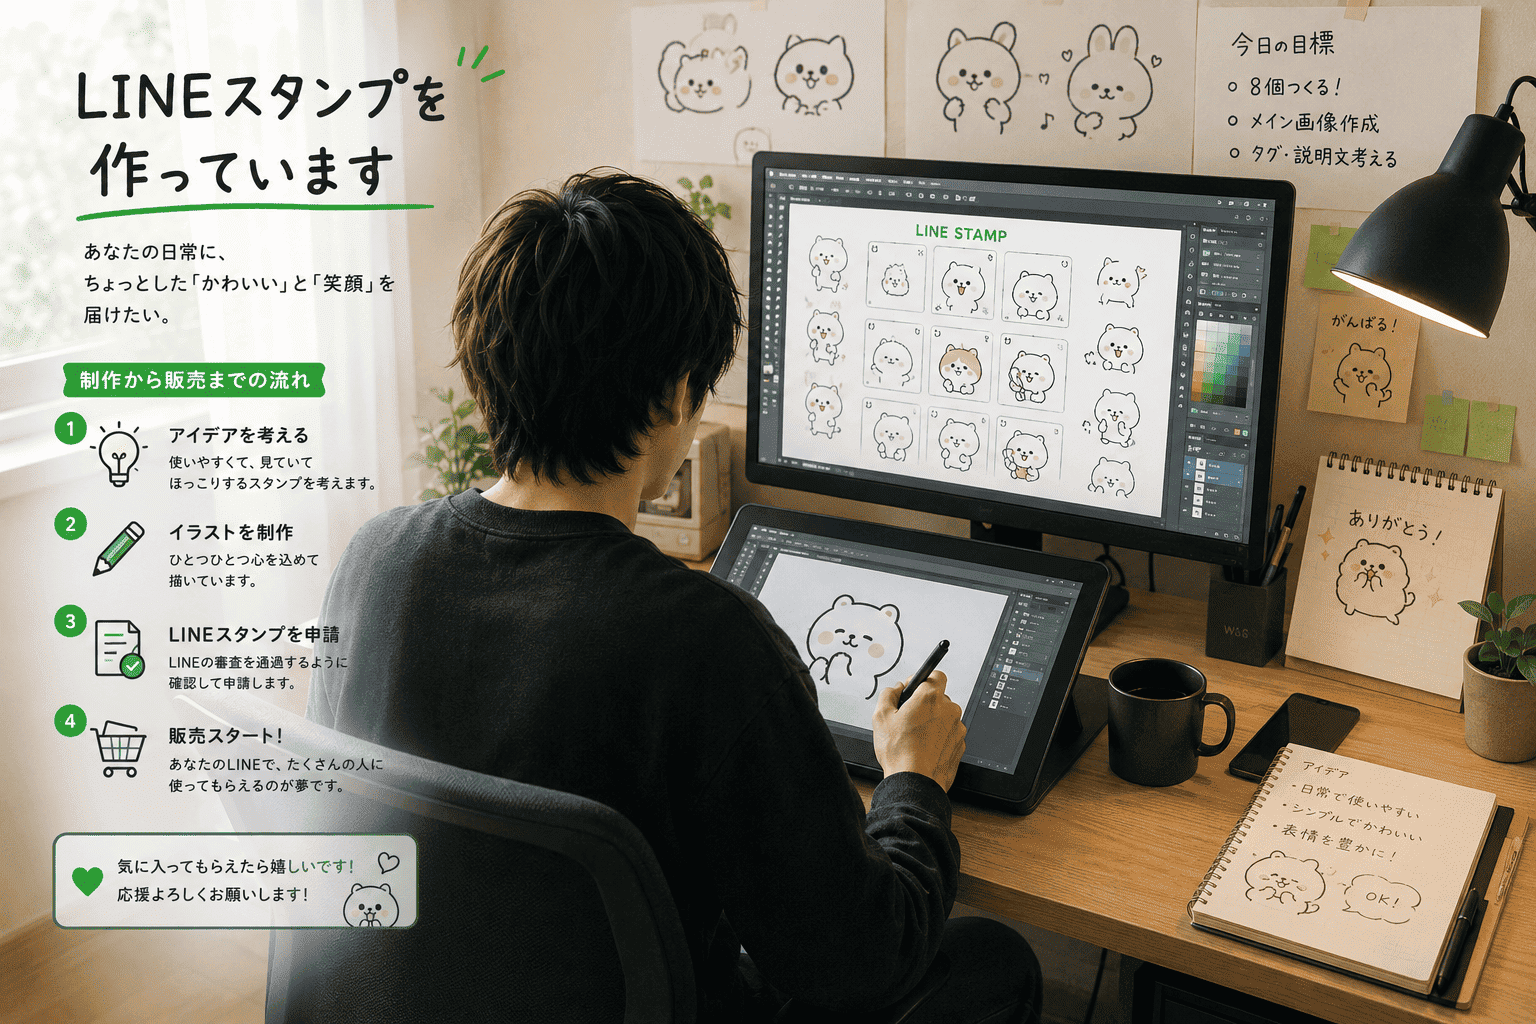 LINEスタンプを
作っています
あなたの日常に、
ちょっとした「かわいい」と「笑顔」を
届けたい。
制作から販売までの流れ
1
アイデアを考える
使いやすくて、見ていて
ほっこりするスタンプを考えます。
2
イラストを制作
ひとつひとつ心を込めて
描いています。
3
LINEスタンプを申請
LINEの審査を通過するように
確認して申請します。
4
販売スタート!
あなたのLINEで、たくさんの人に
使ってもらえるのが夢です。
気に入ってもらえたら嬉しいです!
応援よろしくお願いします!
今日の目標
8個つくる!
メイン画像作成
タグ・説明文考える
LINE STAMP
がんばる!
ありがとう!
アイデア
・日常で使いやすい
・シンプルでかわいい
・表情を豊かに!
OK!